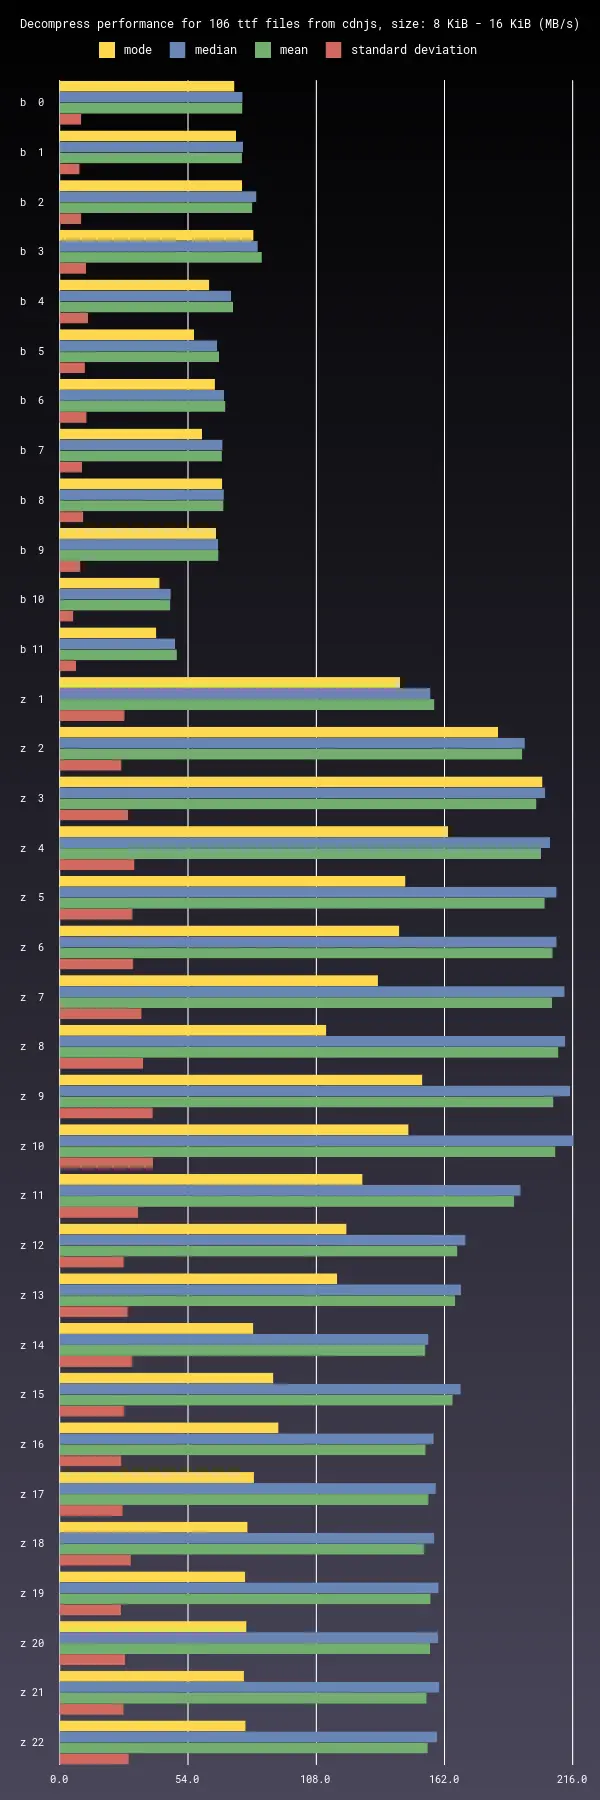 Decompress performance for 106 ttf files from cdnjs, size: 8 KiB - 16 KiB (MB/s)
mode median mean standard deviation
b 0
b 1
b 2
b 3
b 4
b 5
b 6
b 7
b 8
b 9
b 10
b 11
z 1
z 2
z 3
z 4
z 5
z 6
z 7
z 8
z 9
z 10
z 11
z 12
z 13
z 14
z 15
z 16
z 17
z 18
z 19
z 20
z 21
z 22
0.0 54.0 108.0 162.0 216.0